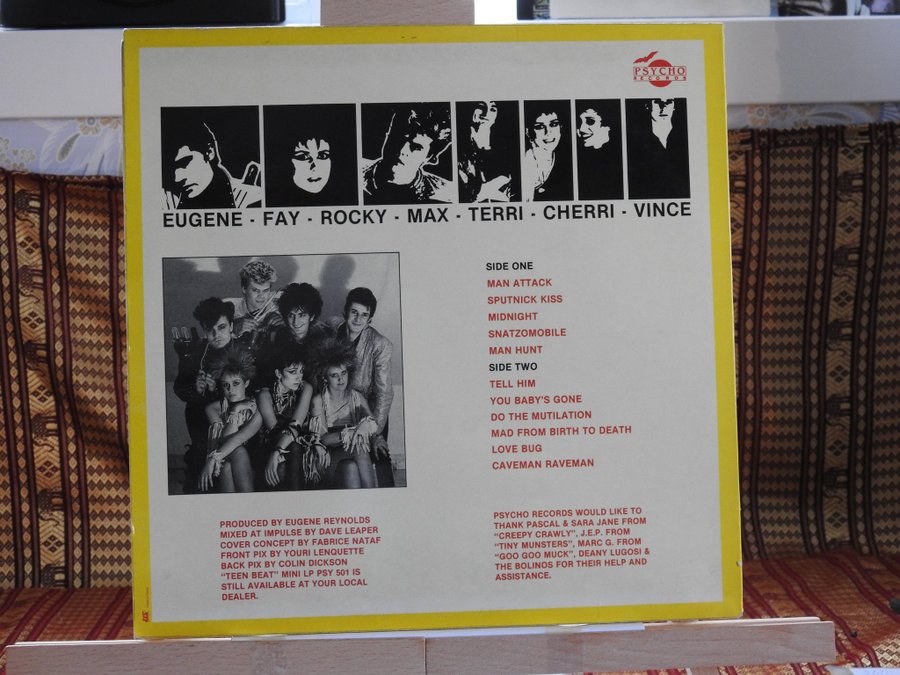 PSYCHO
RECORDS
EUGENE - FAY - ROCKY - MAX - TERRI - CHERRI - VINCE
SIDE ONE
MAN ATTACK
SPUTNICK KISS
MIDNIGHT
SNATZOMOBILE
MAN HUNT
SIDE TWO
TELL HIM
YOU BABY'S GONE
DO THE MUTILATION
MAD FROM BIRTH TO DEATH
LOVE BUG
CAVEMAN RAVEMAN
PRODUCED BY EUGENE REYNOLDS
MIXED AT IMPULSE BY DAVE LEAPER
COVER CONCEPT BY FABRICE NATAF
FRONT PIX BY YOURI LENQUETTE
BACK PIX BY COLIN DICKSON
"TEEN BEAT" MINI LP PSY 501 IS
STILL AVAILABLE AT YOUR LOCAL
DEALER.
PSYCHO RECORDS WOULD LIKE TO
THANK PASCAL & SARA JANE FROM
"CREEPY CRAWLY", J.E.P. FROM
"TINY MUNSTERS", MARC G. FROM
"GOO GOO MUCK", DEANY LUGOSI &
THE BOLINOS FOR THEIR HELP AND
ASSISTANCE.